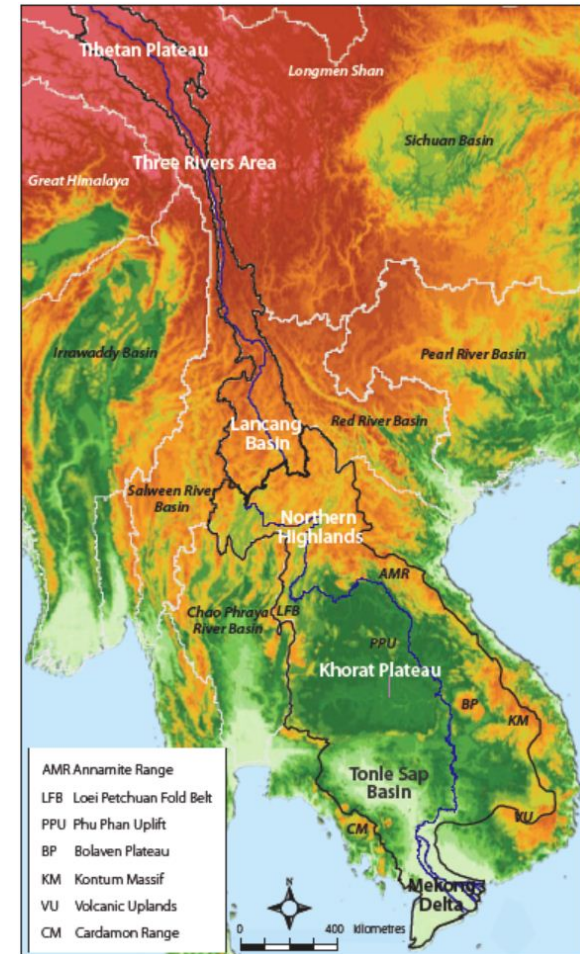 Tibetan Plateau
Longmen Shan
Sichuan Basin
Three Rivers Area
Great Himalaya
Irrawaddy Basin
Pearl River Basin
Red River Basin
Lancang
Basin
Salween River
Basin
Northern
Highlands
AMR
Chao Phraya
River Basin
LFB
PPU
Khorat Plateau
BP
KM
Tonle Sap
Basin
VU
CM
Mekong
Delta
AMR Annamite Range
LFB Loei Petchuan Fold Belt
PPU Phu Phan Uplift
BP Bolaven Plateau
KM Kontum Massif
VU Volcanic Uplands
CM Cardamon Range
N
0 400 kilometres